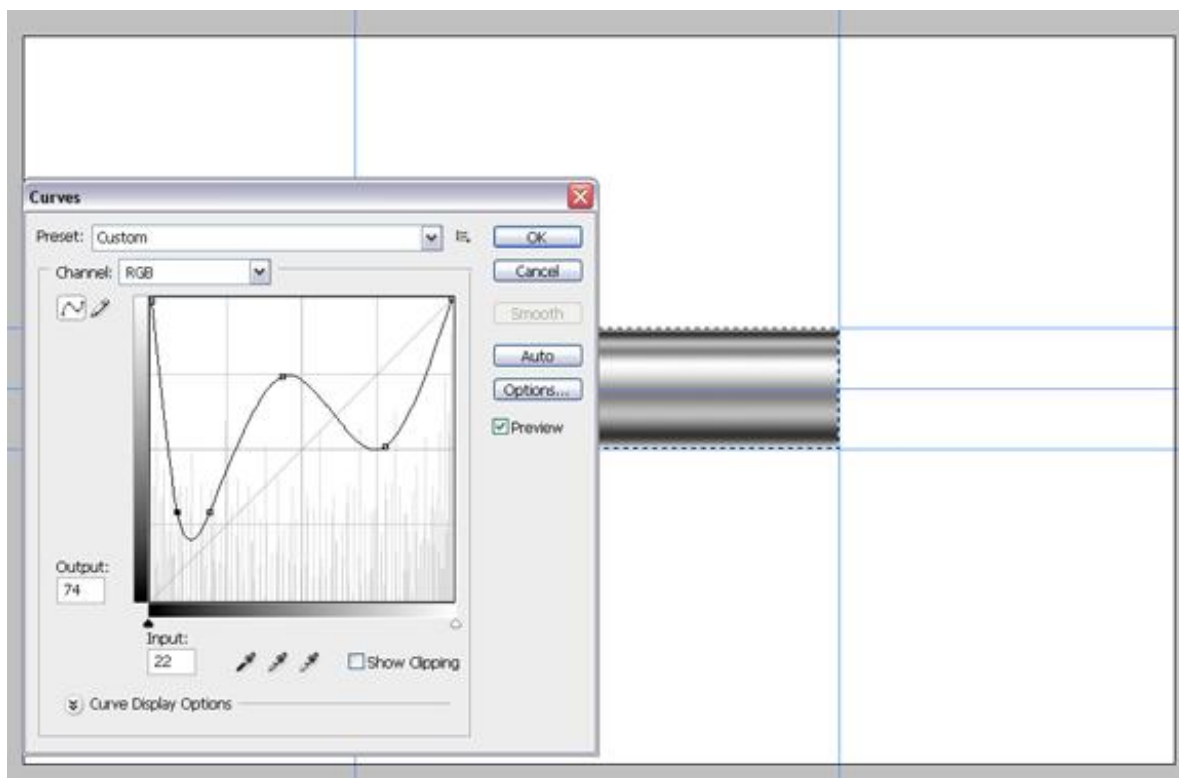 Curves
Preset: Custom
OK
Channel: RGB
Cancel
Smooth
Auto
Options...
Preview
Output:
74
Input:
22
Show Clipping
Curve Display Options